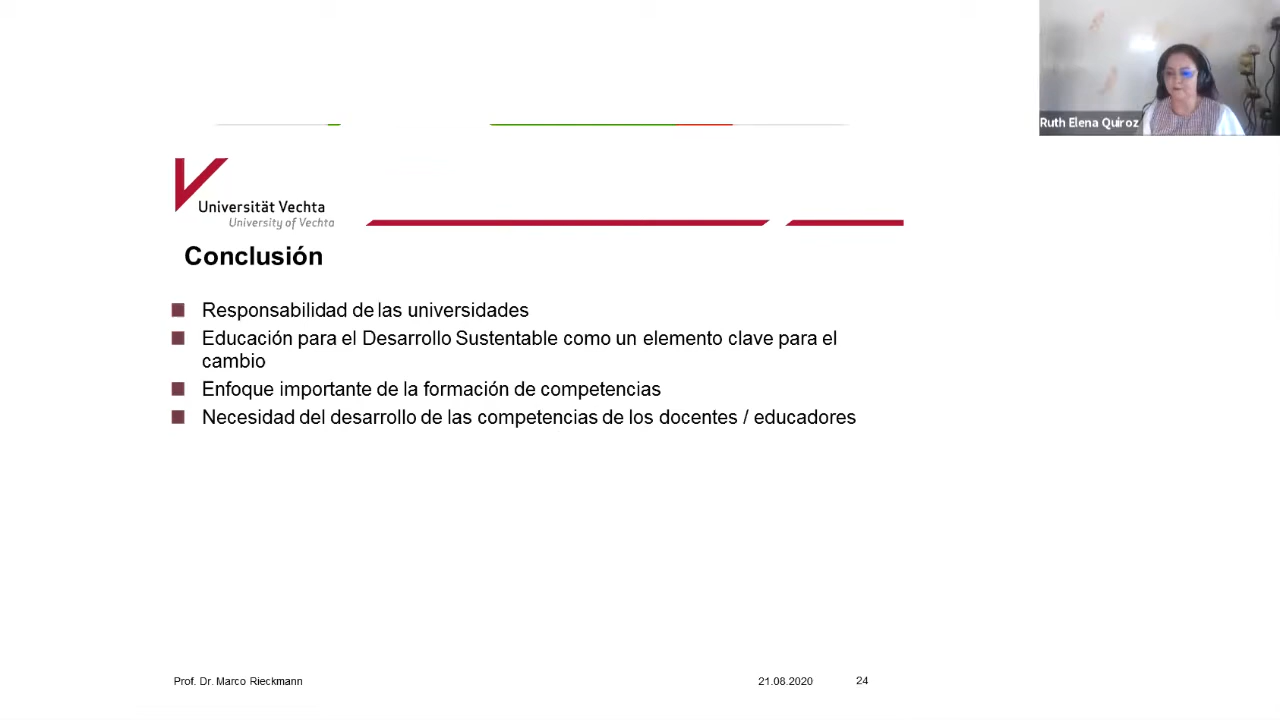 Ruth Elena Quiroz
Universität Vechta
University of Vechta
Conclusión
Responsabilidad de las universidades
Educación para el Desarrollo Sustentable como un elemento clave para el
cambio
Enfoque importante de la formación de competencias
Necesidad del desarrollo de las competencias de los docentes / educadores
Prof. Dr. Marco Rieckmann
21.08.2020
24